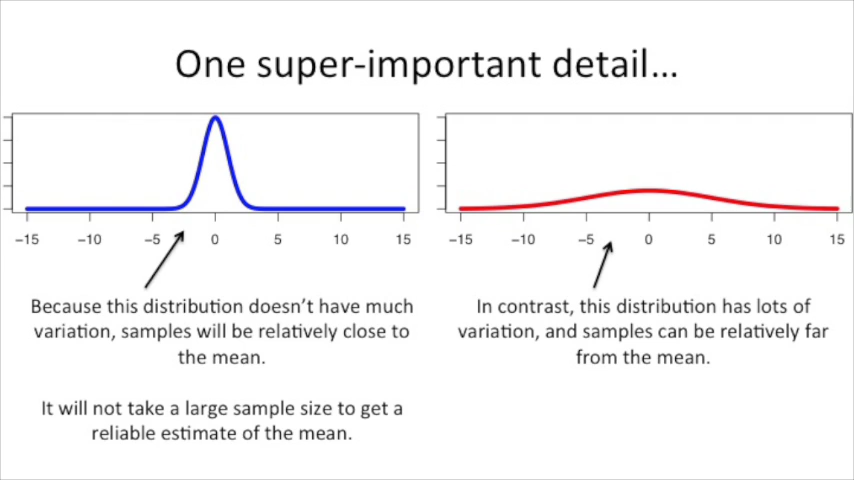 One super-important detail…
−15 −10 −5 0 5 10 15
−15 −10 −5 0 5 10 15
Because this distribution doesn’t have much
variation, samples will be relatively close to
the mean.
It will not take a large sample size to get a
reliable estimate of the mean.
In contrast, this distribution has lots of
variation, and samples can be relatively far
from the mean.